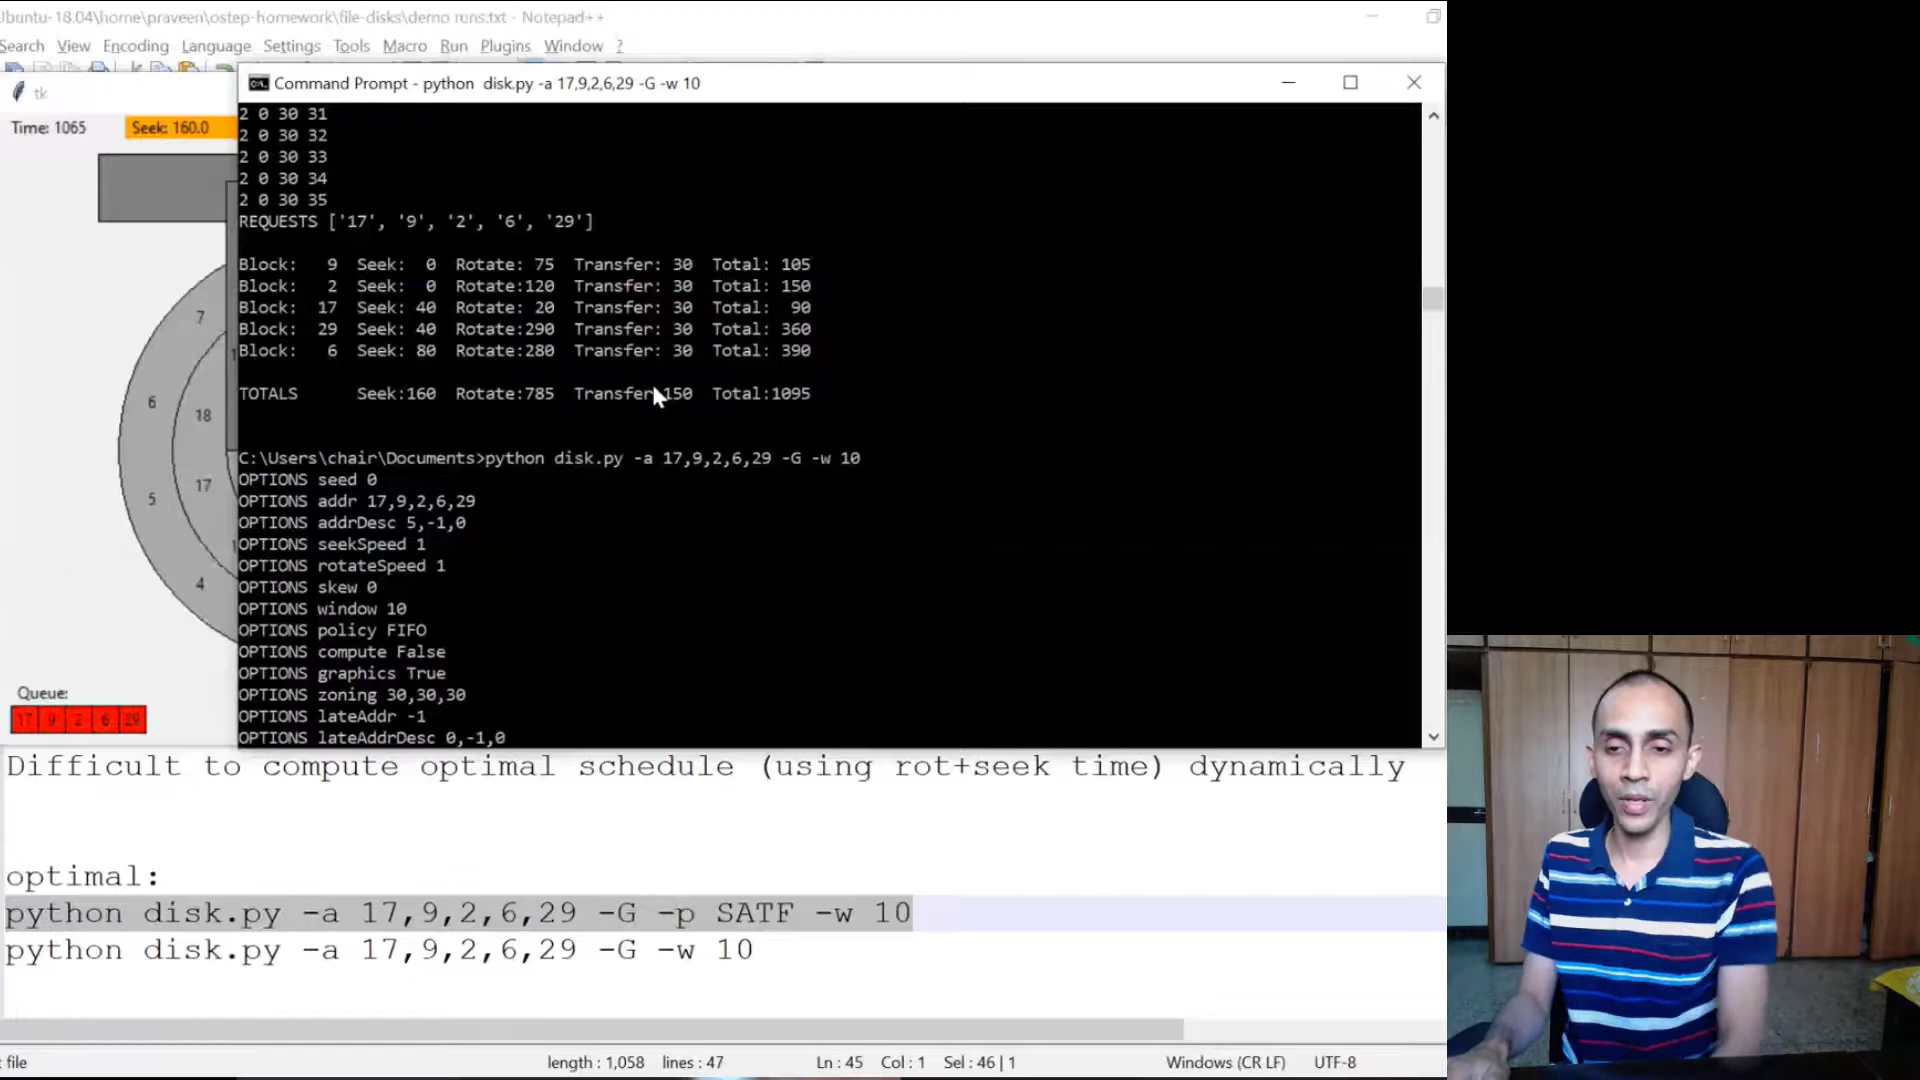 Ubuntu-18.04\home\praveen\ostep-homework\file-disks\demo runs.txt - Notepad++
Search View Encoding Language Settings Tools Macro Run Plugins Window ?
tk
Command Prompt - python  disk.py -a 17,9,2,6,29 -G -w 10
Time: 1065 Seek: 160.0
2 0 30 31
2 0 30 32
2 0 30 33
2 0 30 34
2 0 30 35
REQUESTS ['17', '9', '2', '6', '29']
Block:   9  Seek:  0  Rotate: 75  Transfer: 30  Total: 105
Block:   2  Seek:  0  Rotate:120  Transfer: 30  Total: 150
Block:  17  Seek: 40  Rotate: 20  Transfer: 30  Total:  90
Block:  29  Seek: 40  Rotate:290  Transfer: 30  Total: 360
Block:   6  Seek: 80  Rotate:280  Transfer: 30  Total: 390
TOTALS      Seek:160  Rotate:785  Transfer:150  Total:1095
C:\Users\chair\Documents>python disk.py -a 17,9,2,6,29 -G -w 10
OPTIONS seed 0
OPTIONS addr 17,9,2,6,29
OPTIONS addrDesc 5,-1,0
OPTIONS seekSpeed 1
OPTIONS rotateSpeed 1
OPTIONS skew 0
OPTIONS window 10
OPTIONS policy FIFO
OPTIONS compute False
OPTIONS graphics True
OPTIONS zoning 30,30,30
OPTIONS lateAddr -1
OPTIONS lateAddrDesc 0,-1,0
7
6
18
5
17
4
Queue:
17 9 2 6 29
Difficult to compute optimal schedule (using rot+seek time) dynamically
optimal:
python disk.py -a 17,9,2,6,29 -G -p SATF -w 10
python disk.py -a 17,9,2,6,29 -G -w 10
t file length : 1,058 lines : 47 Ln : 45 Col : 1 Sel : 46 | 1 Windows (CR LF) UTF-8